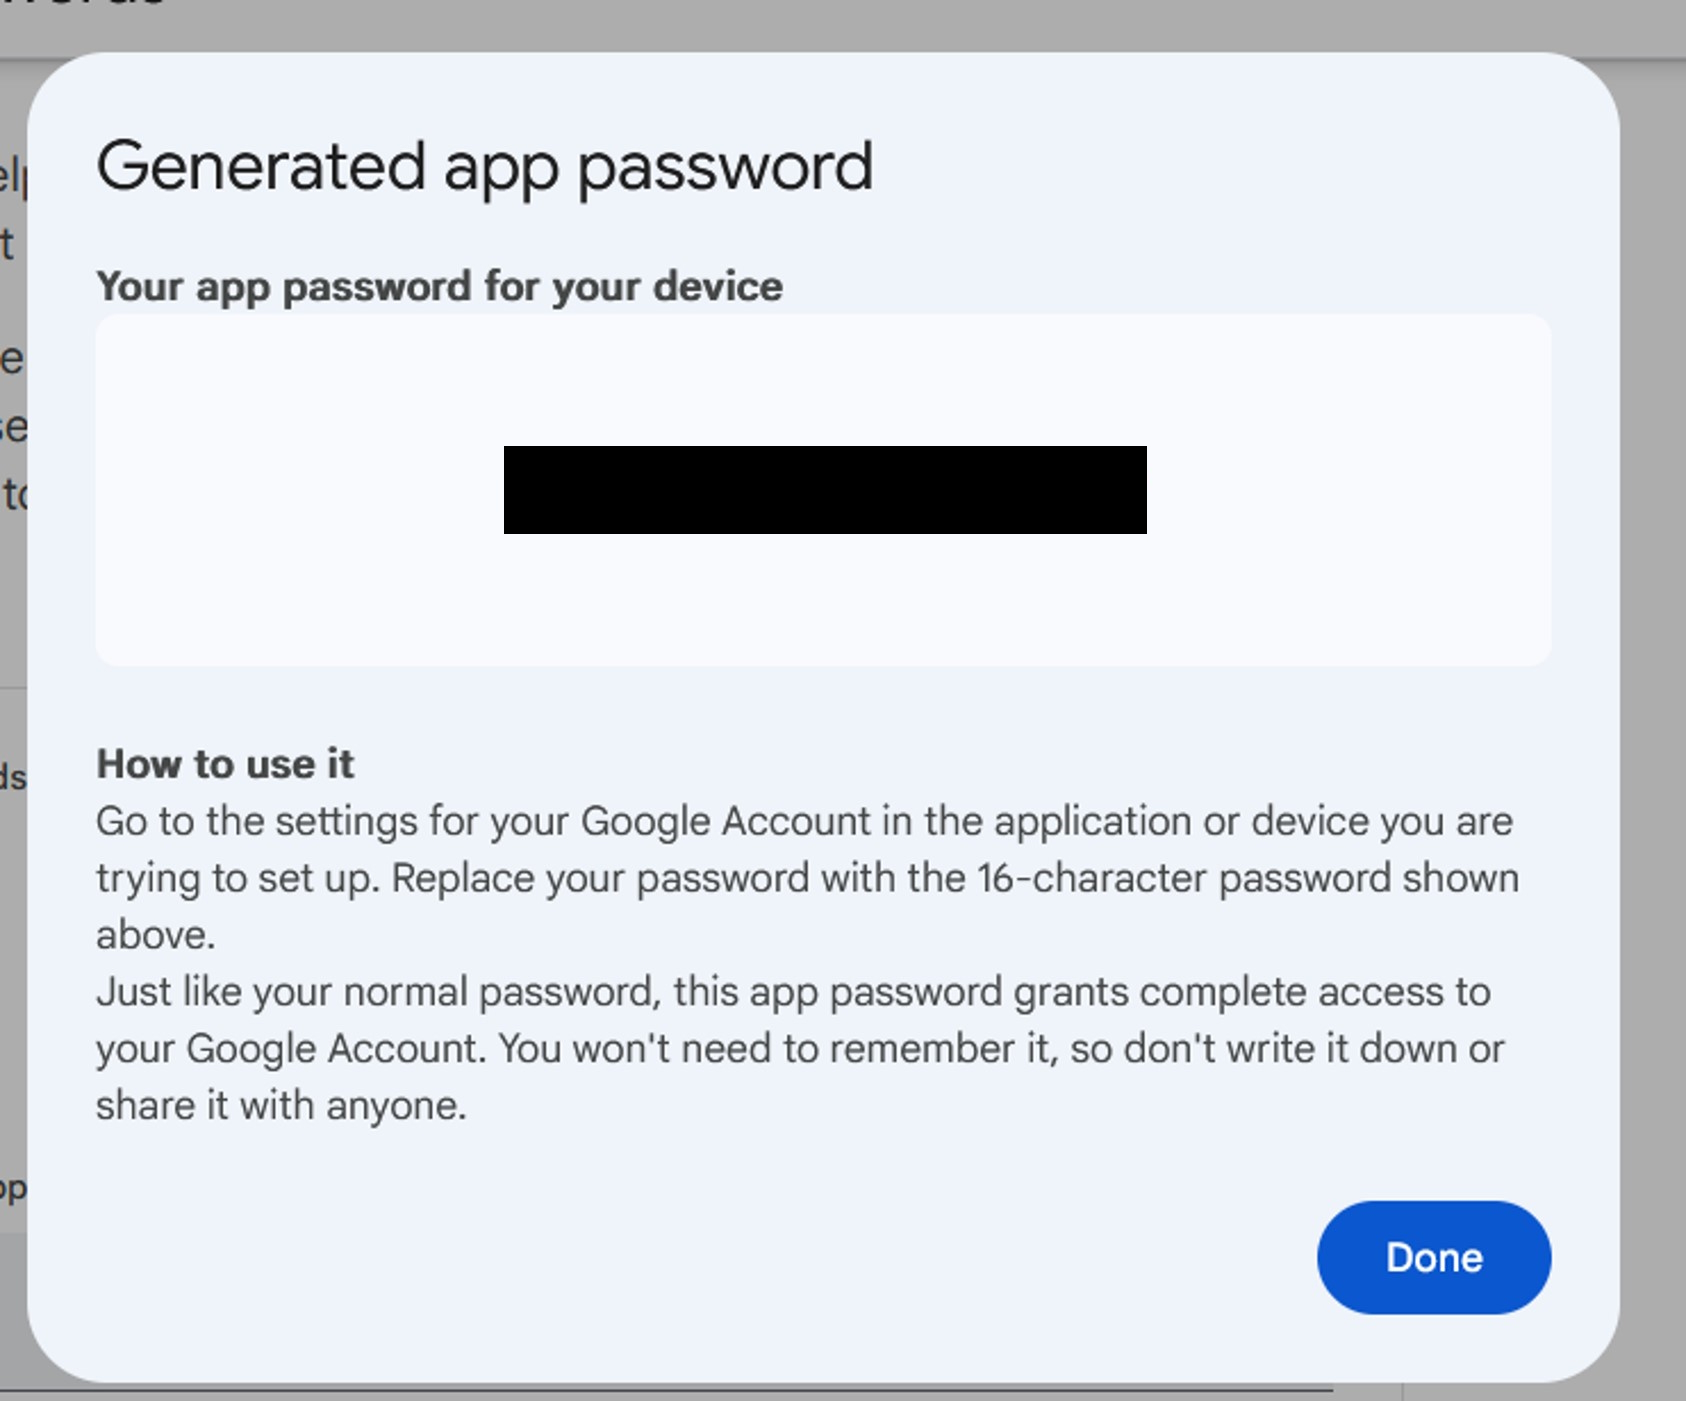 Generated app password
Your app password for your device
How to use it
Go to the settings for your Google Account in the application or device you are
trying to set up. Replace your password with the 16-character password shown
above.
Just like your normal password, this app password grants complete access to
your Google Account. You won't need to remember it, so don't write it down or
share it with anyone.
Done